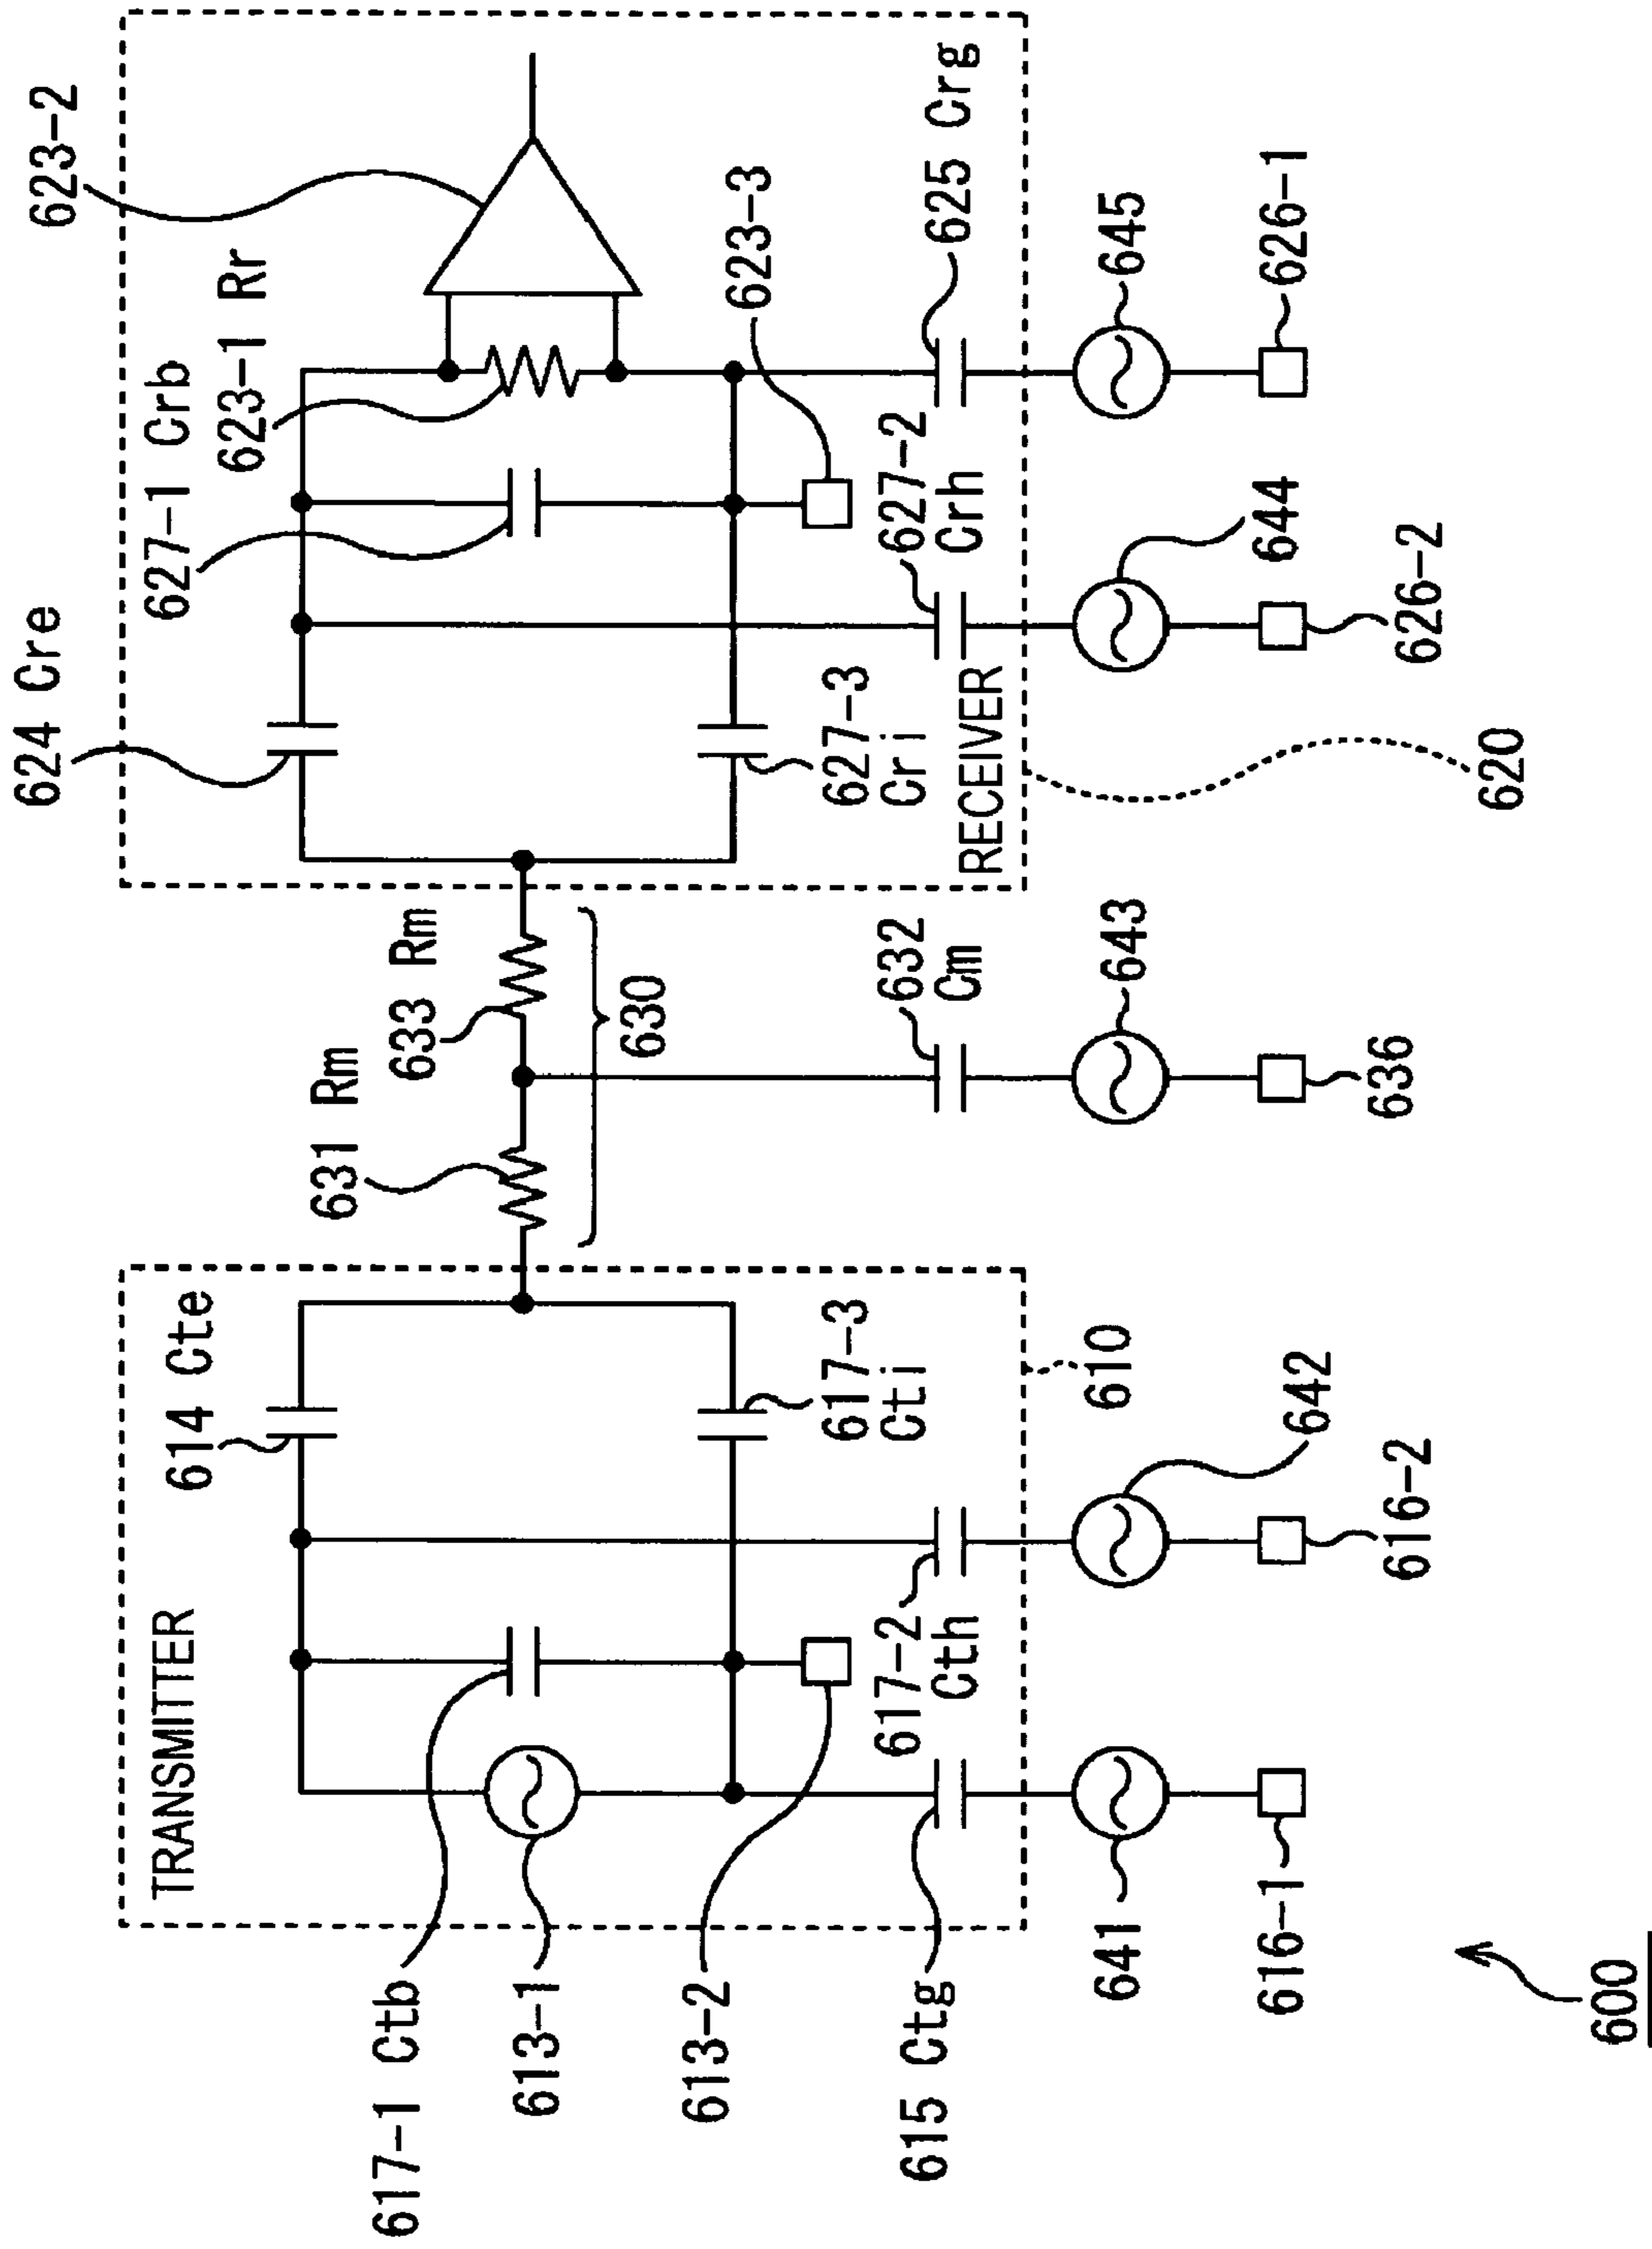 TRANSMITTER
614 Cte
617-1 Ctb
613-1
613-2
615 Ctg
617-2
Cth
617-3
Cti
610
641
642
616-1
616-2
631 Rm
633 Rm
630
632
Cm
643
636
624 Cre
627-1 Crb
623-1 Rr
623-2
623-3
627-3
Cri
627-2
Crh
625 Crg
RECEIVER
620
644
645
626-2
626-1
600